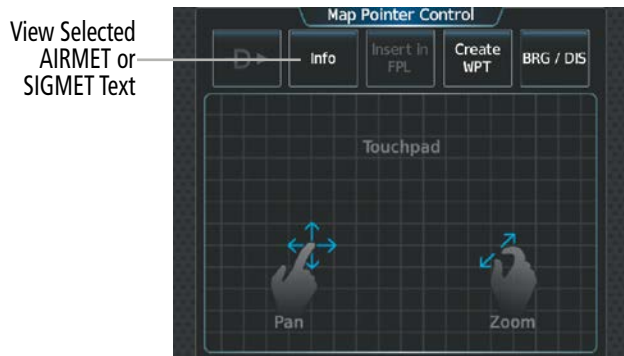 Map Pointer Control
View Selected
AIRMET or
SIGMET Text
D
Info
Insert in
FPL
Create
WPT
BRG / DIS
Touchpad
Pan
Zoom